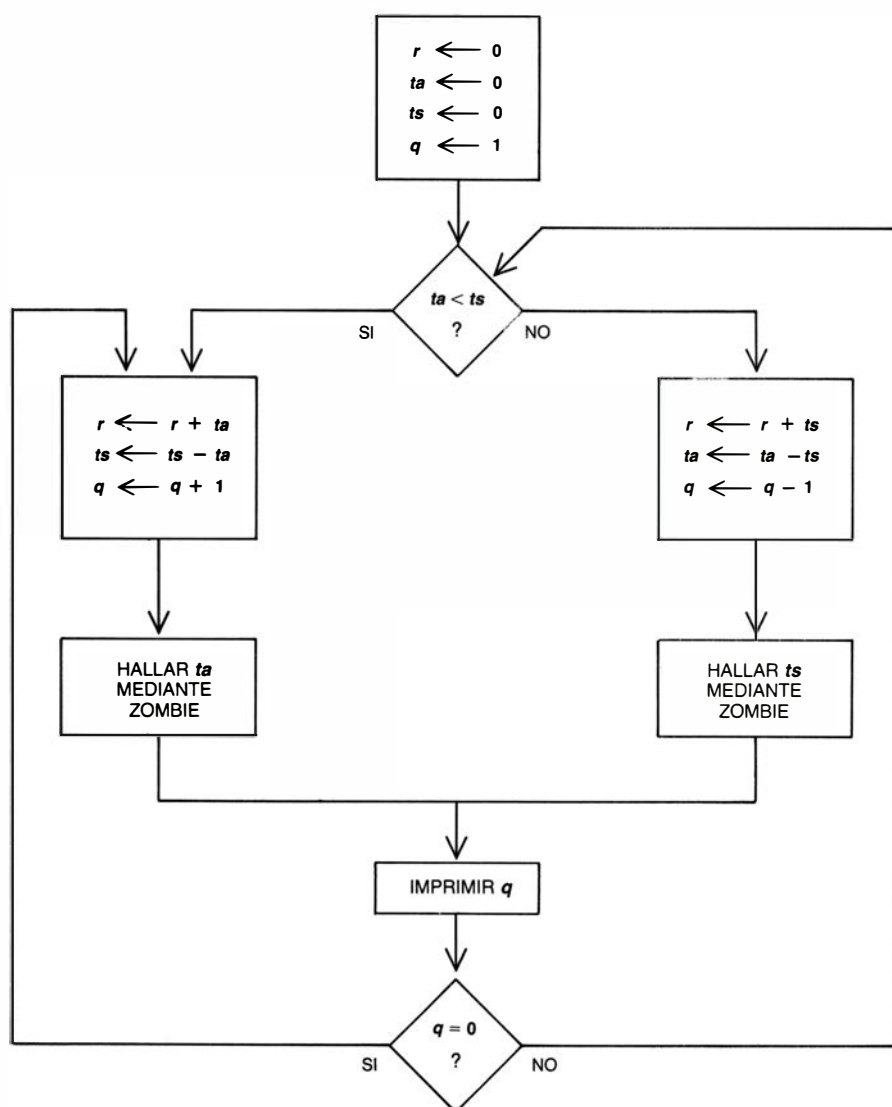 r ← 0
ta ← 0
ts ← 0
q ← 1
ta < ts
?
SI
NO
r ← r + ta
ts ← ts − ta
q ← q + 1
r ← r + ts
ta ← ta − ts
q ← q − 1
HALLAR ta
MEDIANTE
ZOMBIE
HALLAR ts
MEDIANTE
ZOMBIE
IMPRIMIR q
q = 0
?
SI
NO